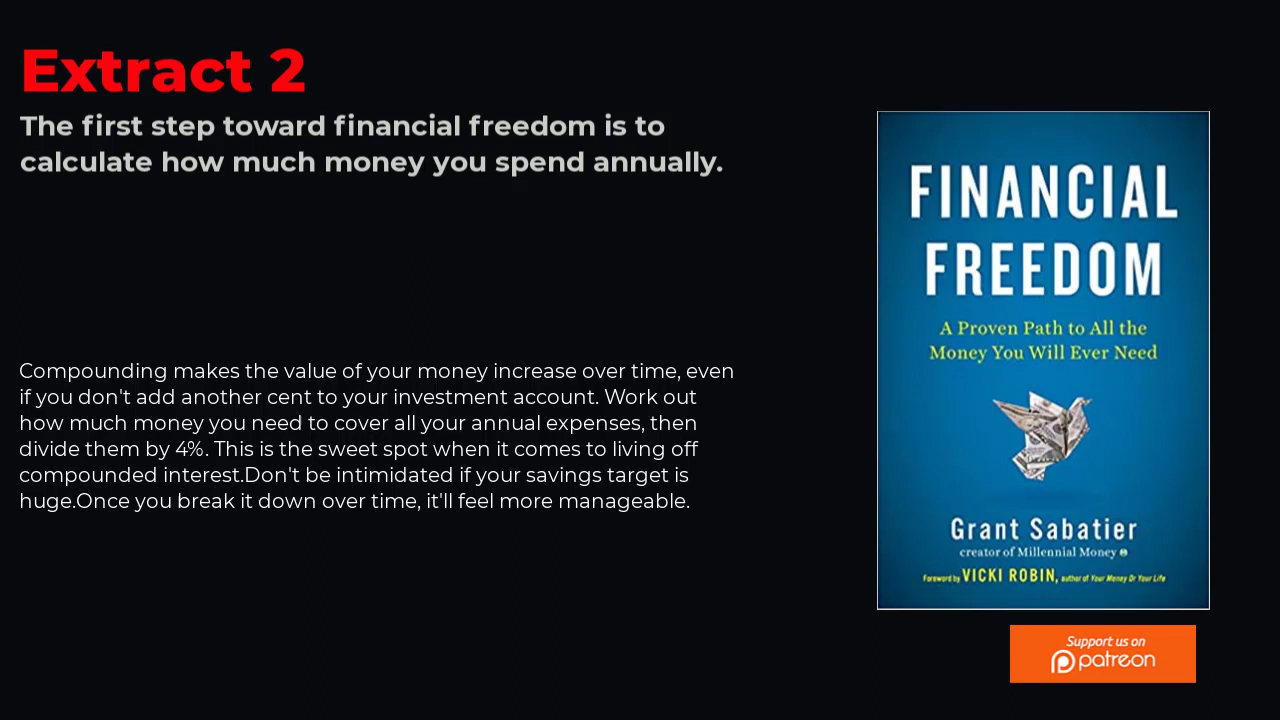 Extract 2
The first step toward financial freedom is to
calculate how much money you spend annually.
Compounding makes the value of your money increase over time, even
if you don't add another cent to your investment account. Work out
how much money you need to cover all your annual expenses, then
divide them by 4%. This is the sweet spot when it comes to living off
compounded interest.Don't be intimidated if your savings target is
huge.Once you break it down over time, it'll feel more manageable.
FINANCIAL
FREEDOM
A Proven Path to All the
Money You Will Ever Need
Grant Sabatier
creator of Millennial Money
Foreword by VICKI ROBIN, author of Your Money Or Your Life
Support us on
patreon